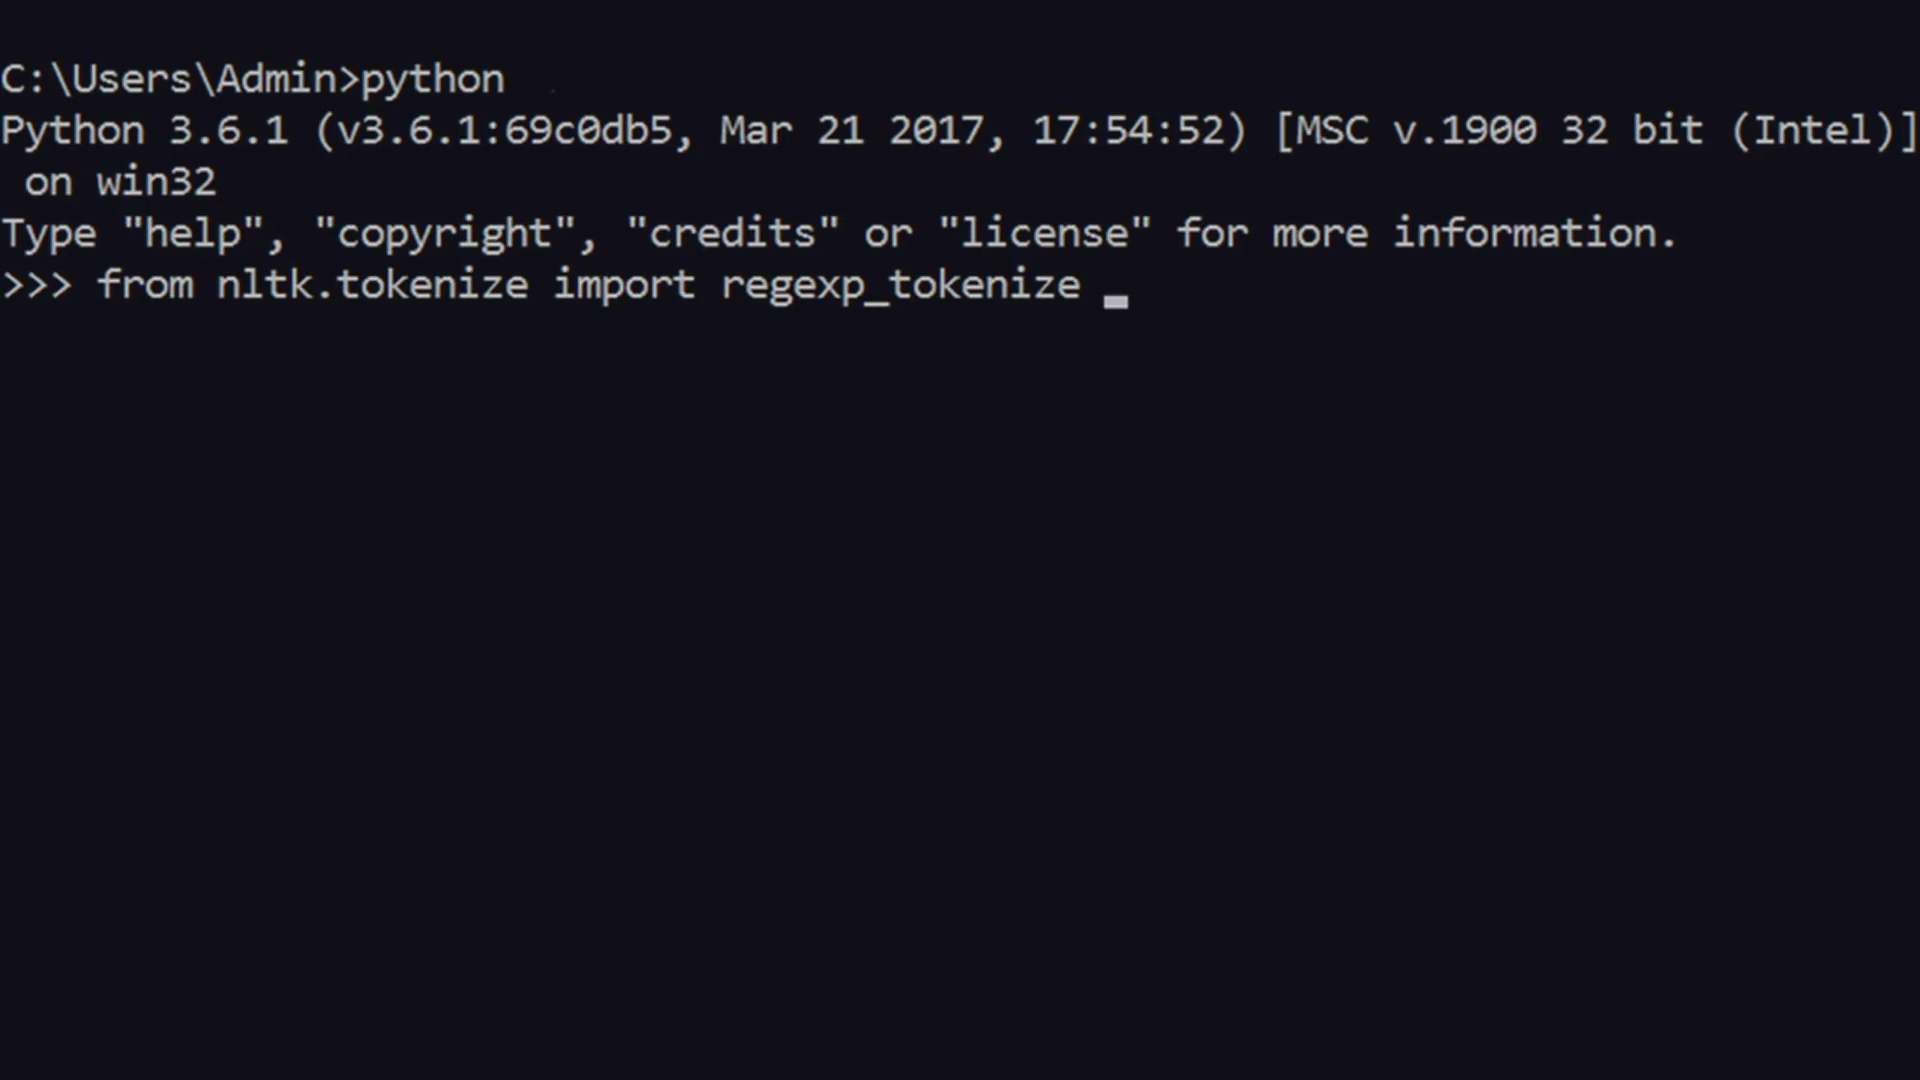 C:\Users\Admin>python
Python 3.6.1 (v3.6.1:69c0db5, Mar 21 2017, 17:54:52) [MSC v.1900 32 bit (Intel)]
 on win32
Type "help", "copyright", "credits" or "license" for more information.
>>> from nltk.tokenize import regexp_tokenize _